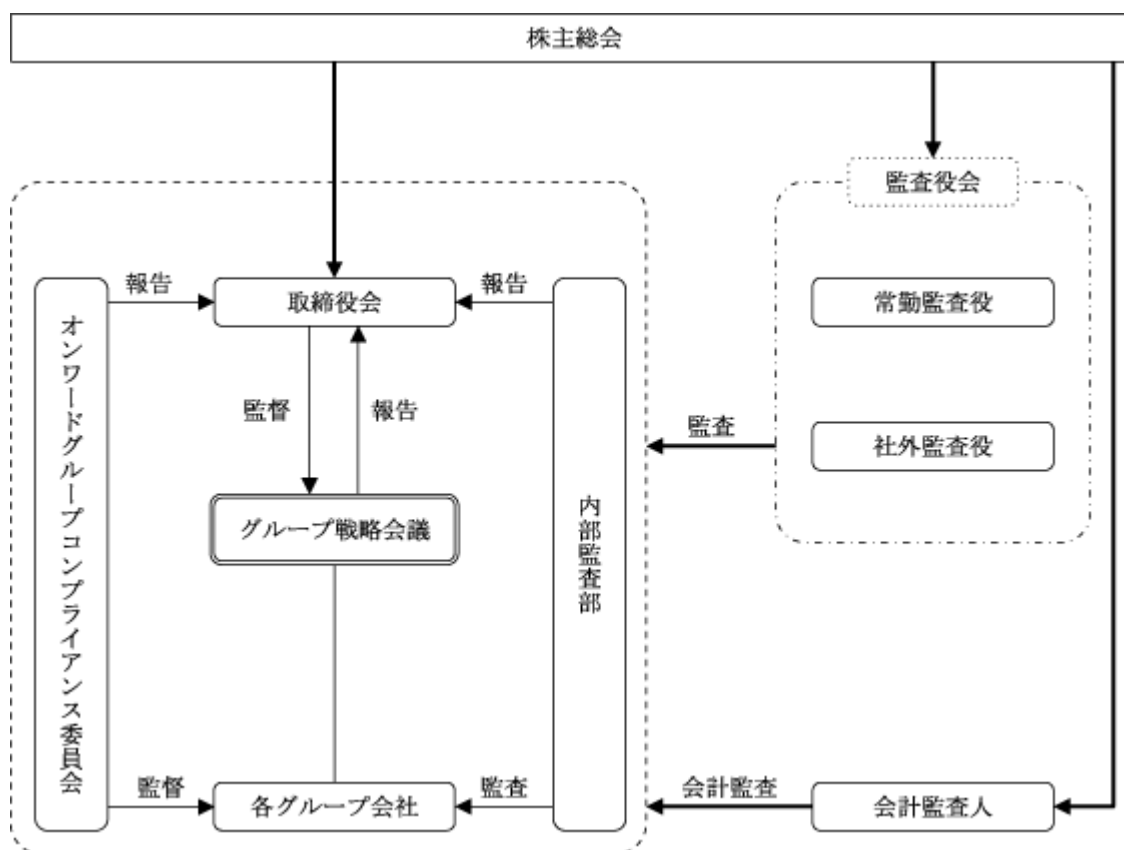 株主総会
監査役会
報告
取締役会
報告
常勤監査役
オンワードグループコンプライアンス委員会
監督
報告
監査
社外監査役
グループ戦略会議
内部監査部
監督
各グループ会社
監査
会計監査
会計監査人